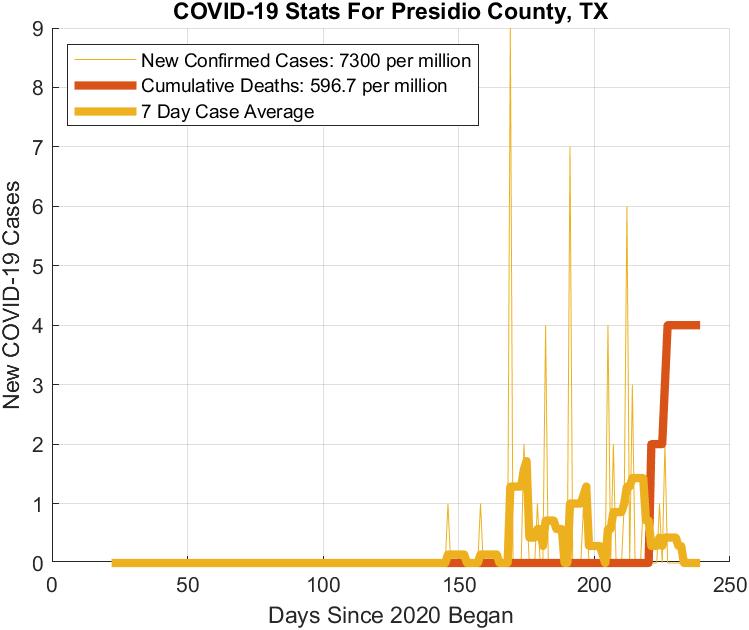 COVID-19 Stats For Presidio County, TX
New Confirmed Cases: 7300 per million
Cumulative Deaths: 596.7 per million
7 Day Case Average
New COVID-19 Cases
9
8
7
6
5
4
3
2
1
0
0 50 100 150 200 250
Days Since 2020 Began